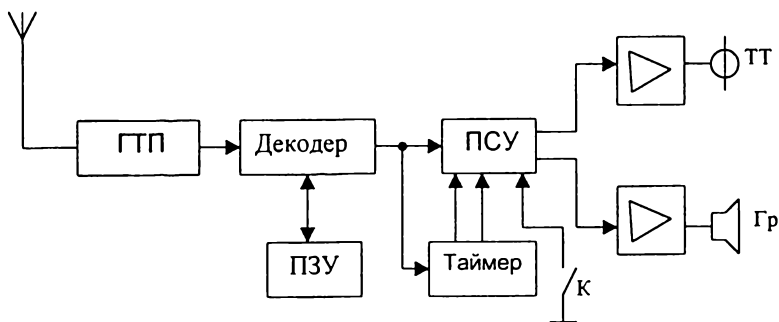 ТТ
ГТП
Декодер
ПСУ
Гр
ПЗУ
Таймер
К